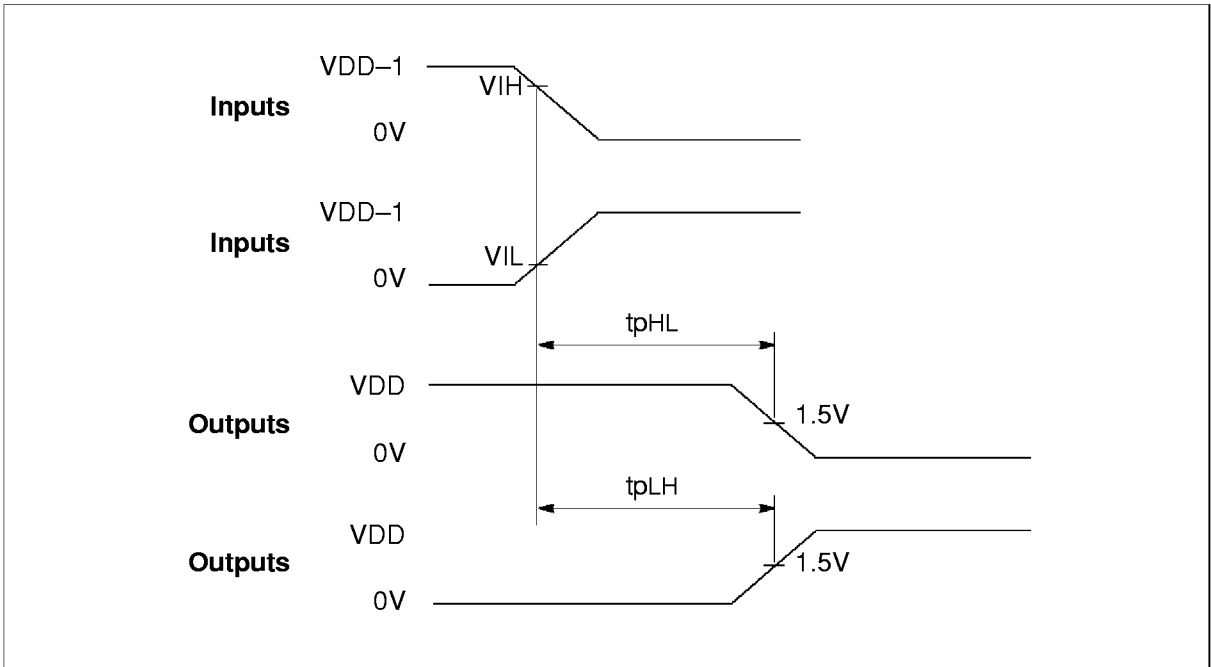 VDD–1
VIH
Inputs
0V
VDD–1
Inputs
VIL
0V
tpHL
VDD
1.5V
Outputs
0V
tpLH
VDD
Outputs
1.5V
0V